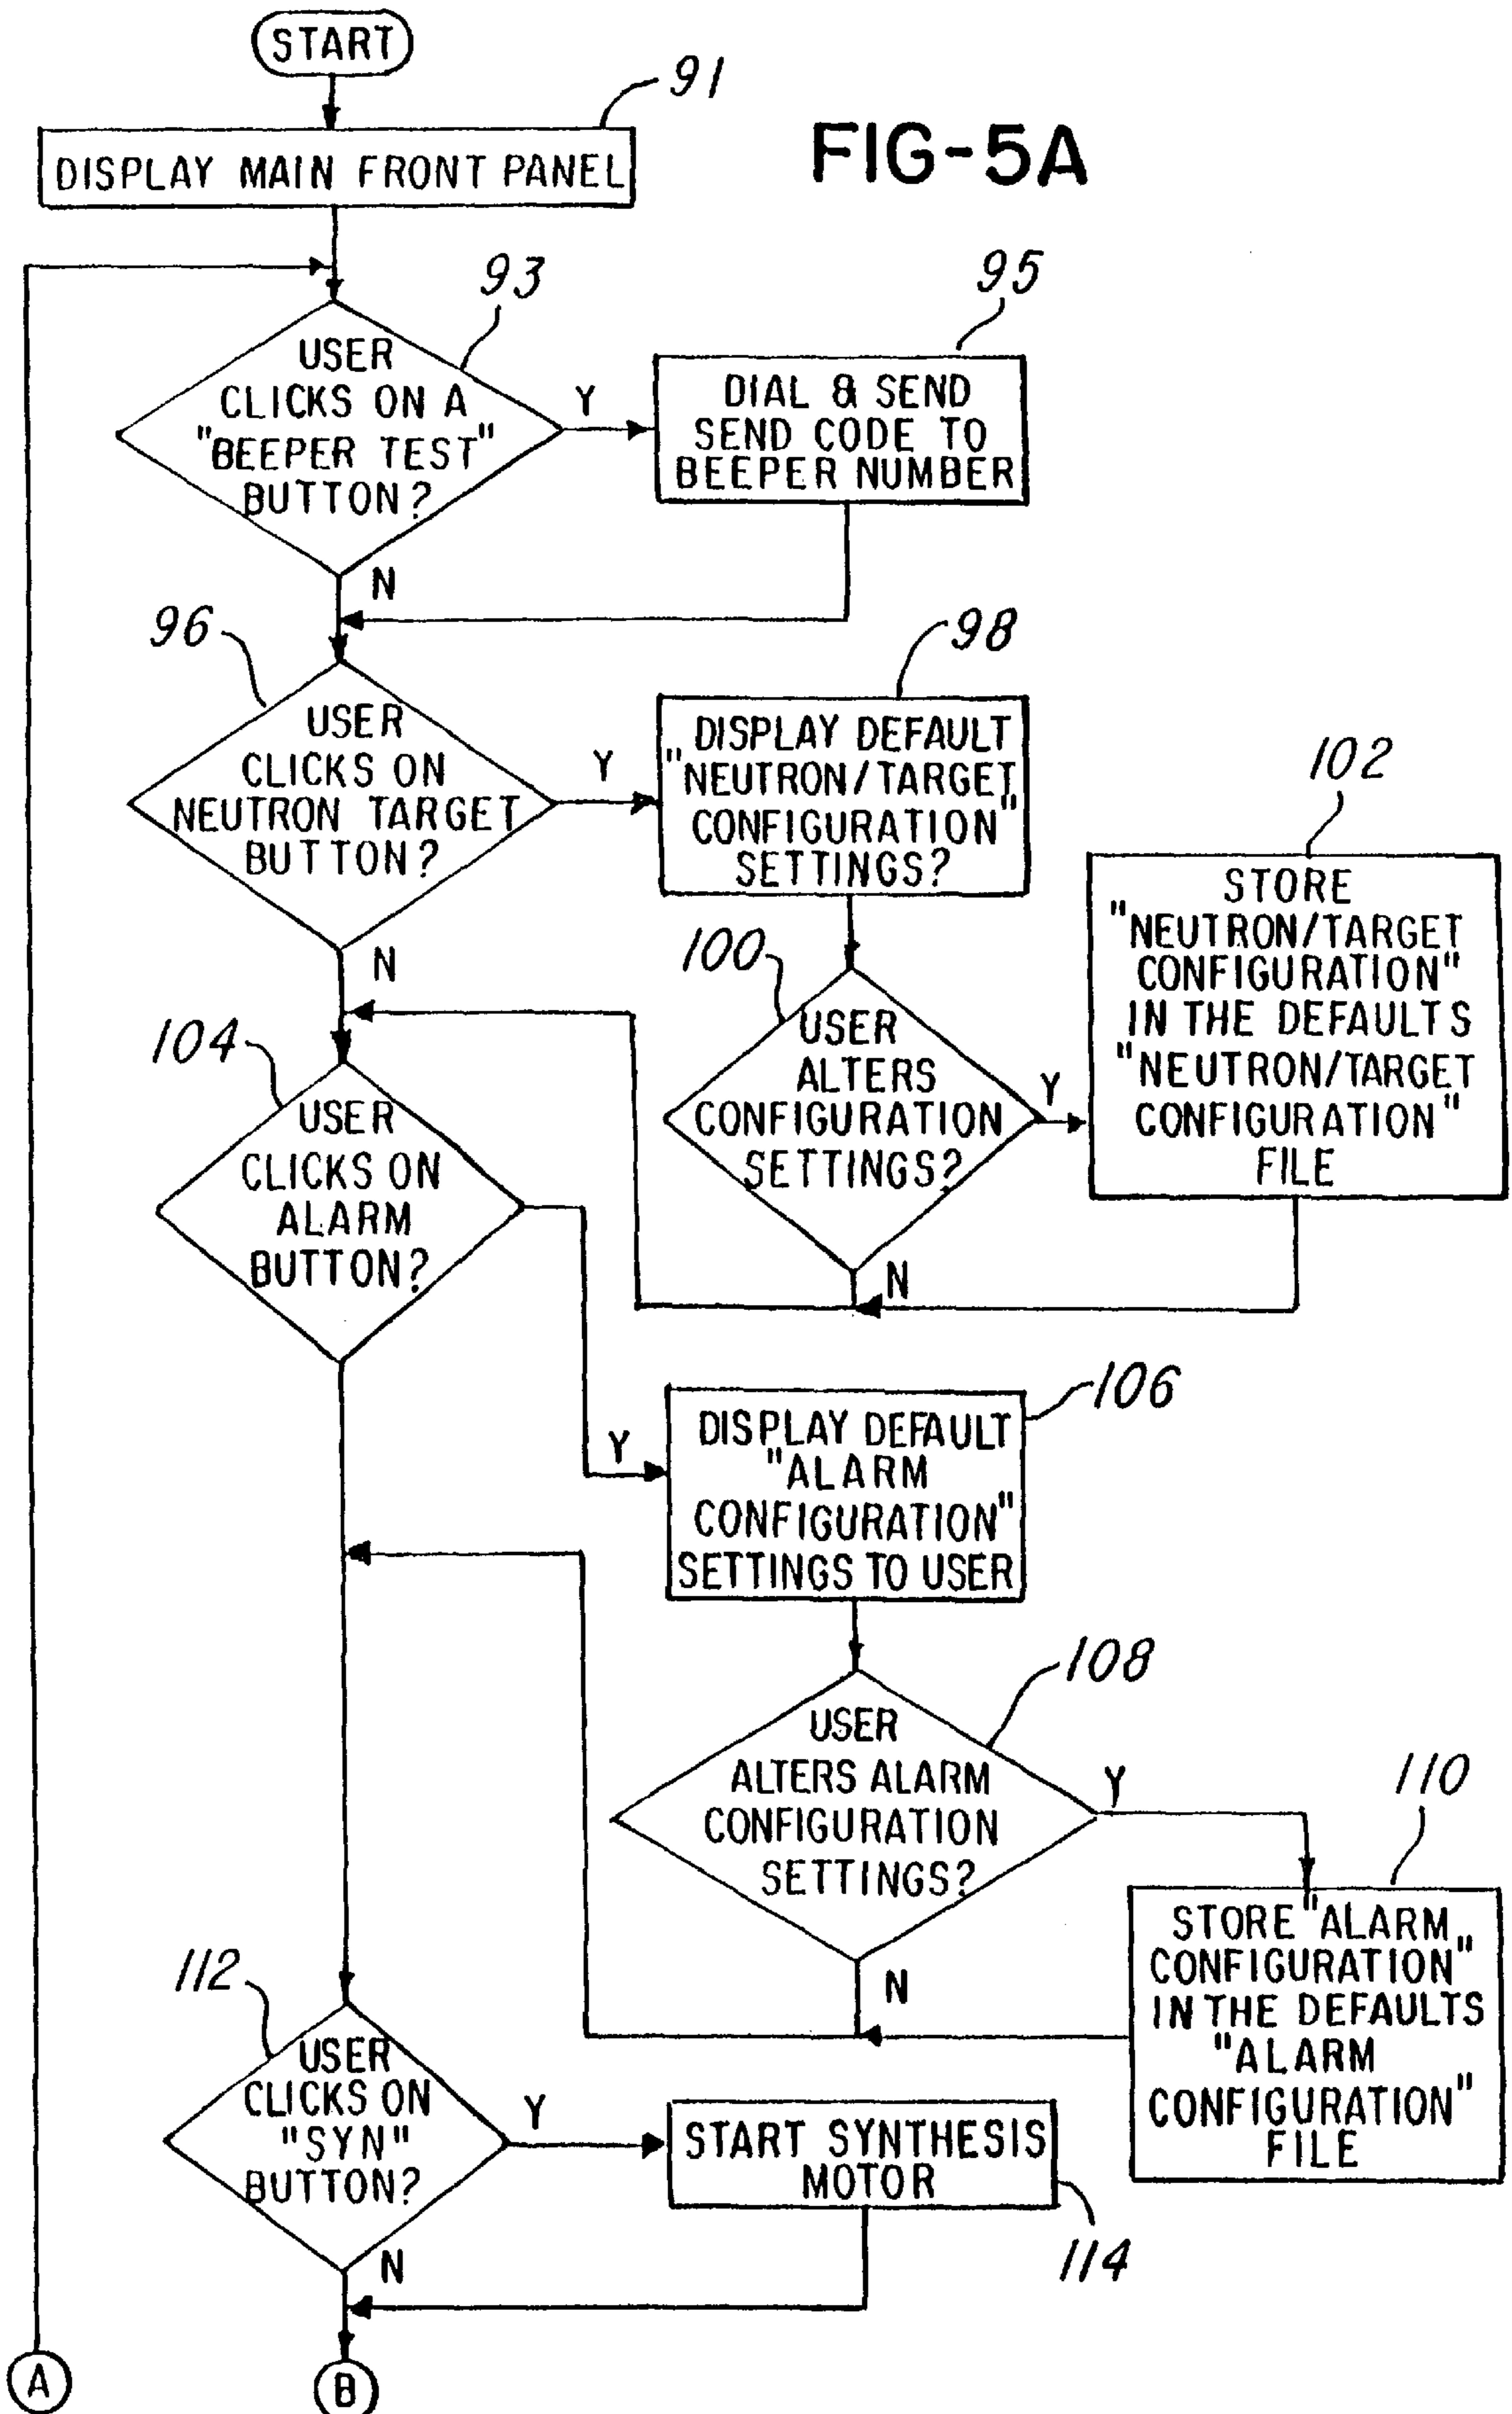 START
91
FIG-5A
DISPLAY MAIN FRONT PANEL
93
USER
CLICKS ON A
"BEEPER TEST"
BUTTON?
Y
95
DIAL & SEND
SEND CODE TO
BEEPER NUMBER
N
96
USER
CLICKS ON
NEUTRON TARGET
BUTTON?
Y
98
"DISPLAY DEFAULT
"NEUTRON/TARGET
CONFIGURATION"
SETTINGS?
N
100
USER
ALTERS
CONFIGURATION
SETTINGS?
Y
102
STORE
"NEUTRON/TARGET
CONFIGURATION"
IN THE DEFAULTS
"NEUTRON/TARGET
CONFIGURATION"
FILE
N
104
USER
CLICKS ON
ALARM
BUTTON?
Y
106
DISPLAY DEFAULT
"ALARM
CONFIGURATION"
SETTINGS TO USER
108
USER
ALTERS ALARM
CONFIGURATION
SETTINGS?
Y
110
STORE "ALARM
CONFIGURATION"
IN THE DEFAULTS
"ALARM
CONFIGURATION"
FILE
N
112
USER
CLICKS ON
"SYN"
BUTTON?
Y
START SYNTHESIS
MOTOR
114
N
A
B